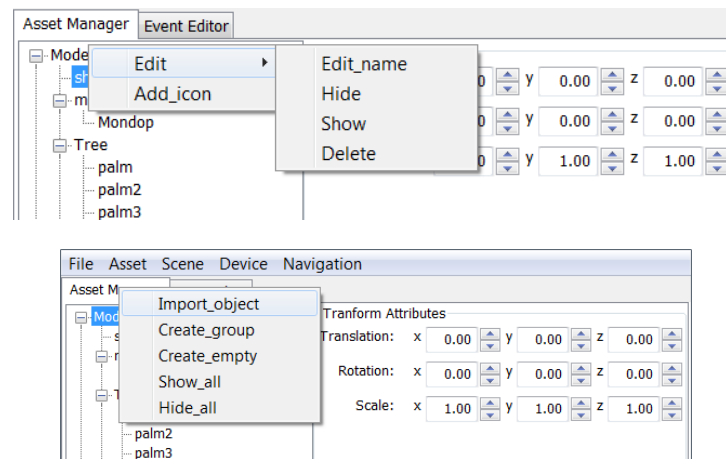 Asset Manager Event Editor
Mode
Edit Edit_name
sh 0 y 0.00 z 0.00
Add_icon Hide
m 0 y 0.00 z 0.00
Mondop Show
Tree Delete 0 y 1.00 z 1.00
palm
palm2
palm3
File Asset Scene Device Navigation
Asset M
Import_object Tranform Attributes
Mod
s Create_group Translation: x 0.00 y 0.00 z 0.00
Create_empty
Rotation: x 0.00 y 0.00 z 0.00
Show_all
T
Hide_all Scale: x 1.00 y 1.00 z 1.00
palm2
palm3